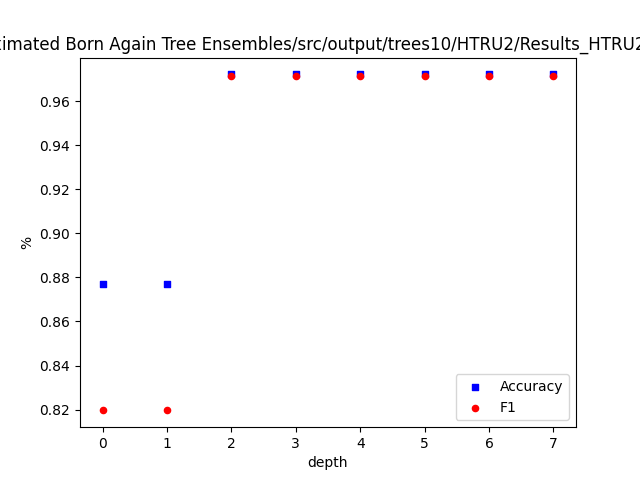 ximated Born Again Tree Ensembles/src/output/trees10/HTRU2/Results_HTRU2
0.96
0.94
0.92
0.90
0.88
0.86
0.84
0.82
%
0 1 2 3 4 5 6 7
depth
Accuracy
F1